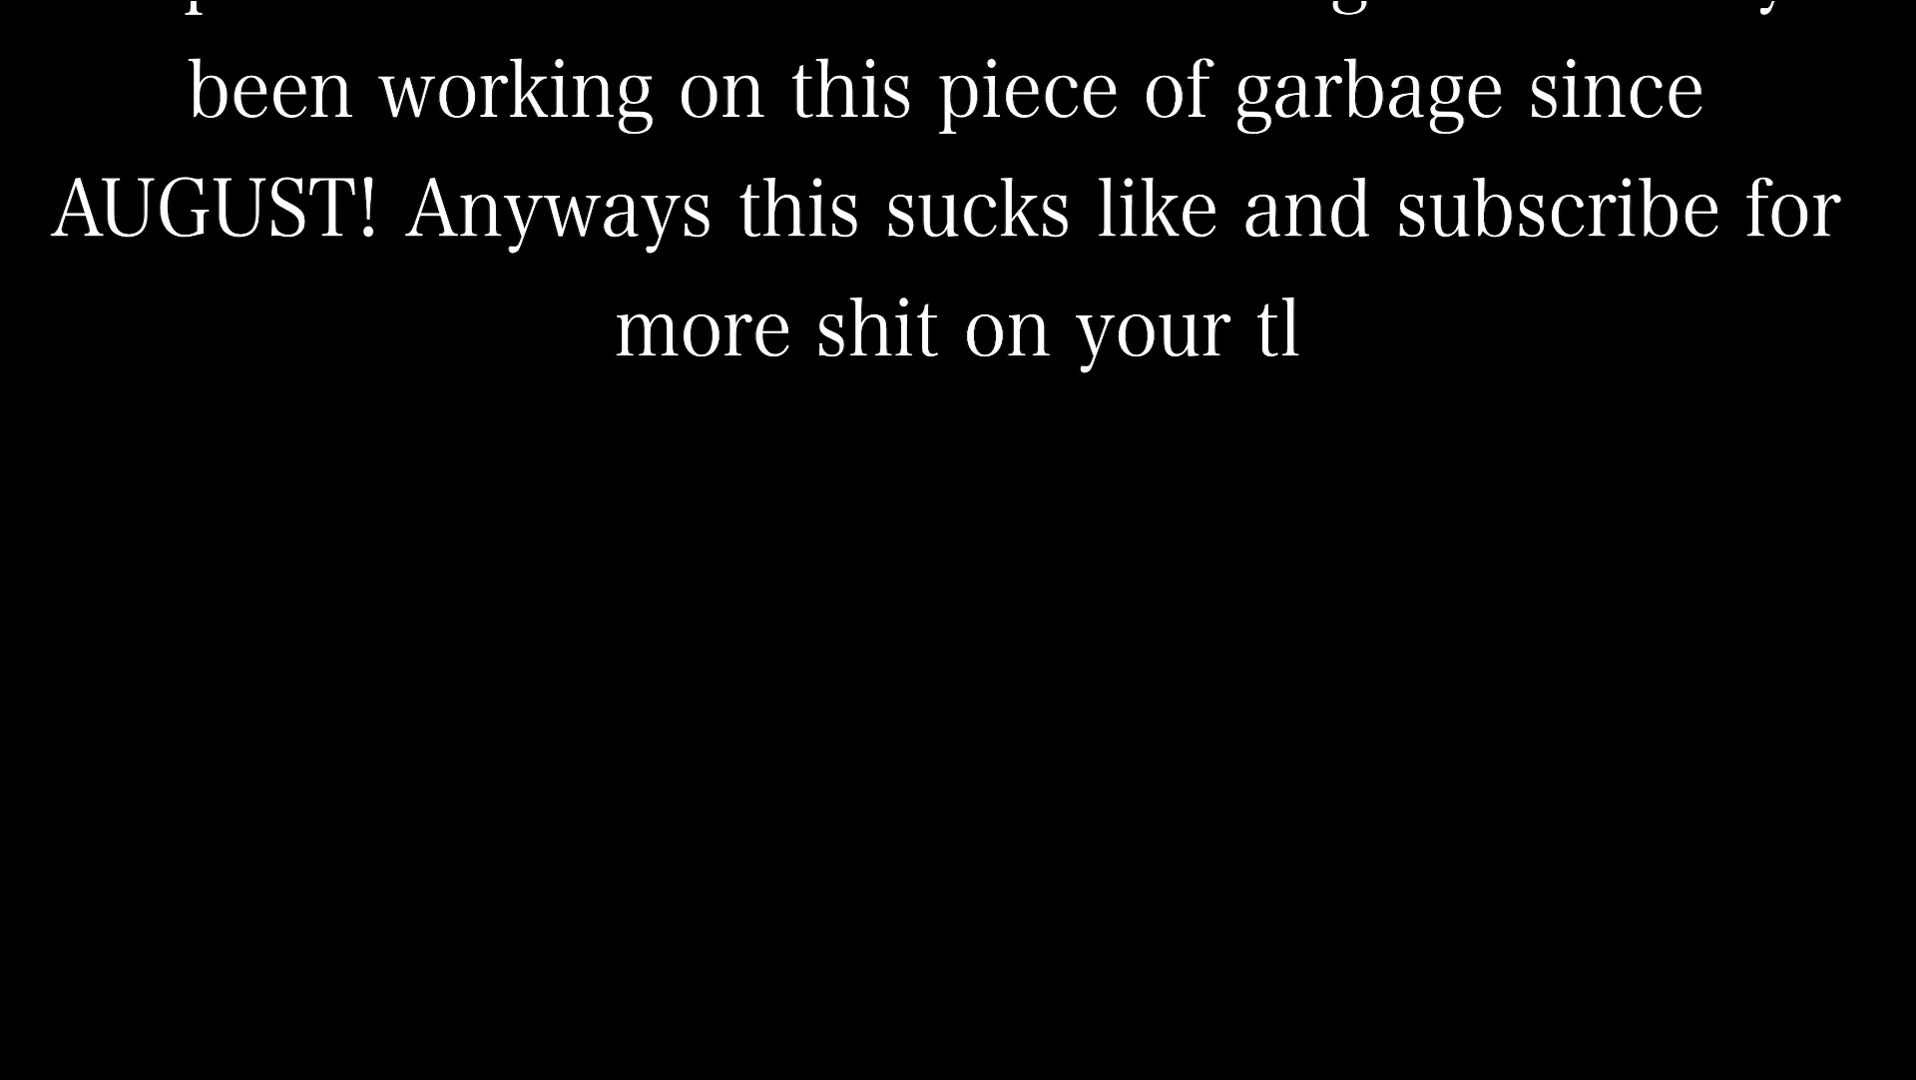 been working on this piece of garbage since
AUGUST! Anyways this sucks like and subscribe for
more shit on your tl